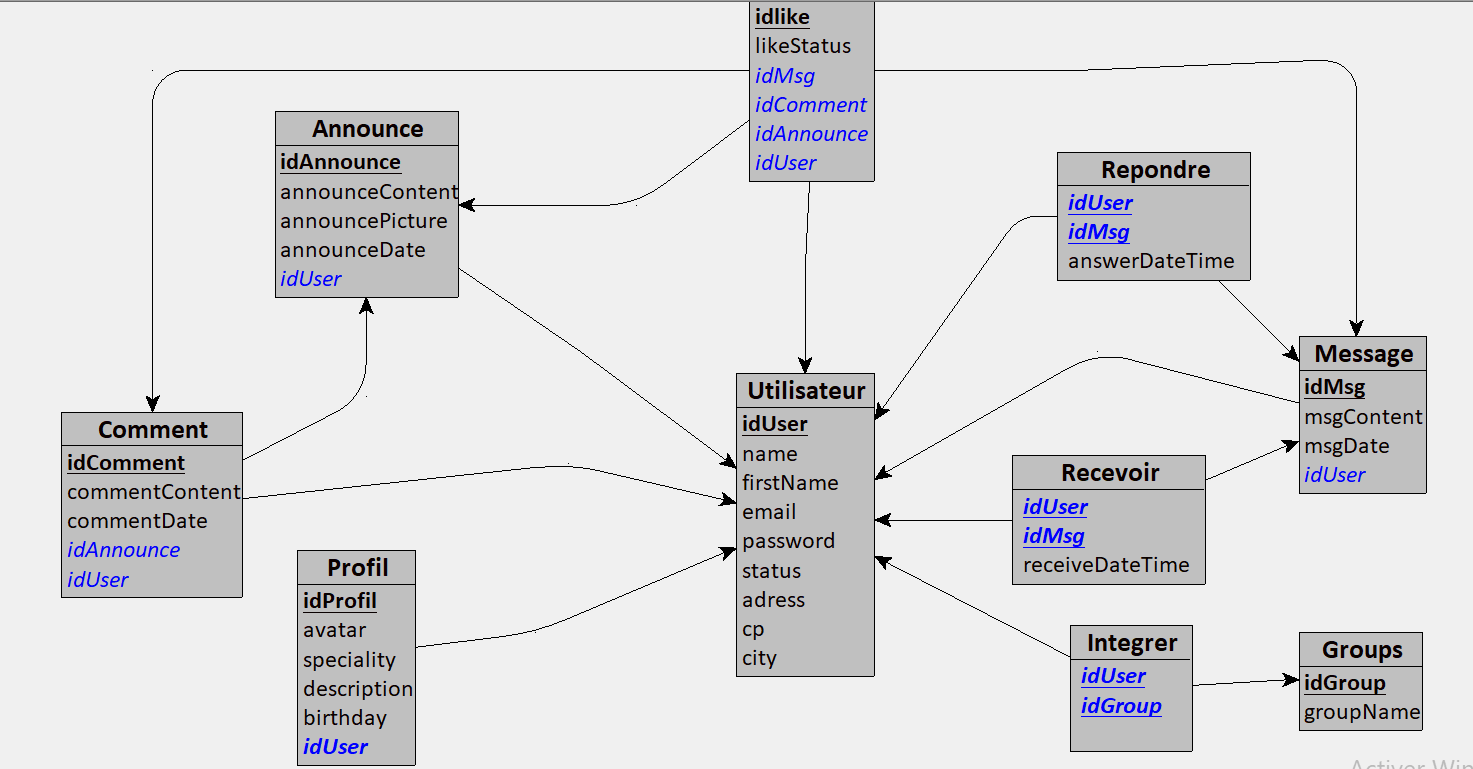 idlike
likeStatus
idMsg
idComment
idAnnounce
idUser
Announce
idAnnounce
announceContent
announcePicture
announceDate
idUser
Repondre
idUser
idMsg
answerDateTime
Message
idMsg
msgContent
msgDate
idUser
Utilisateur
idUser
name
firstName
email
password
status
adress
cp
city
Comment
idComment
commentContent
commentDate
idAnnounce
idUser
Recevoir
idUser
idMsg
receiveDateTime
Profil
idProfil
avatar
speciality
description
birthday
idUser
Integrer
idUser
idGroup
Groups
idGroup
groupName